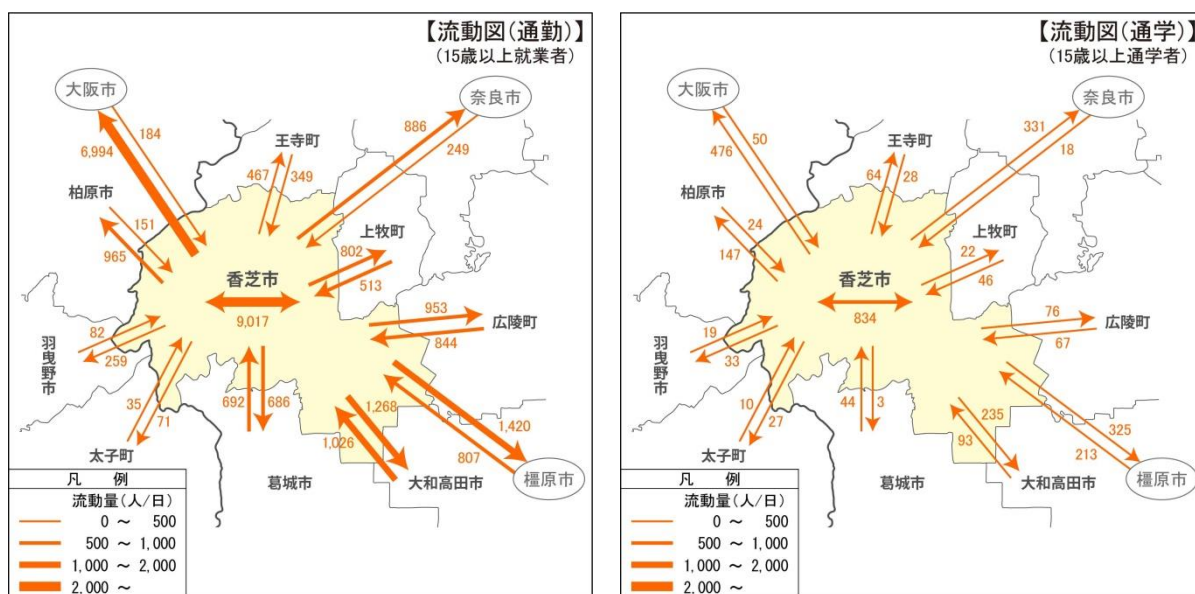 【流動図(通勤)】
(15歳以上就業者)
大阪市
奈良市
184
6,994
886
249
王寺町
467
349
柏原市
151
965
上牧町
802
513
香芝市
9,017
953
844
広陵町
82
259
羽曳野市
35
71
692
686
1,268
1,026
1,420
807
太子町
葛城市
大和高田市
橿原市
凡 例
流動量(人/日)
0 ~ 500
500 ~ 1,000
1,000 ~ 2,000
2,000 ~
【流動図(通学)】
(15歳以上通学者)
大阪市
奈良市
50
476
331
18
王寺町
64
28
柏原市
24
147
上牧町
22
46
香芝市
834
76
67
広陵町
19
33
羽曳野市
10
27
44
3
235
93
325
213
太子町
葛城市
大和高田市
橿原市
凡 例
流動量(人/日)
0 ~ 500
500 ~ 1,000
1,000 ~ 2,000
2,000 ~